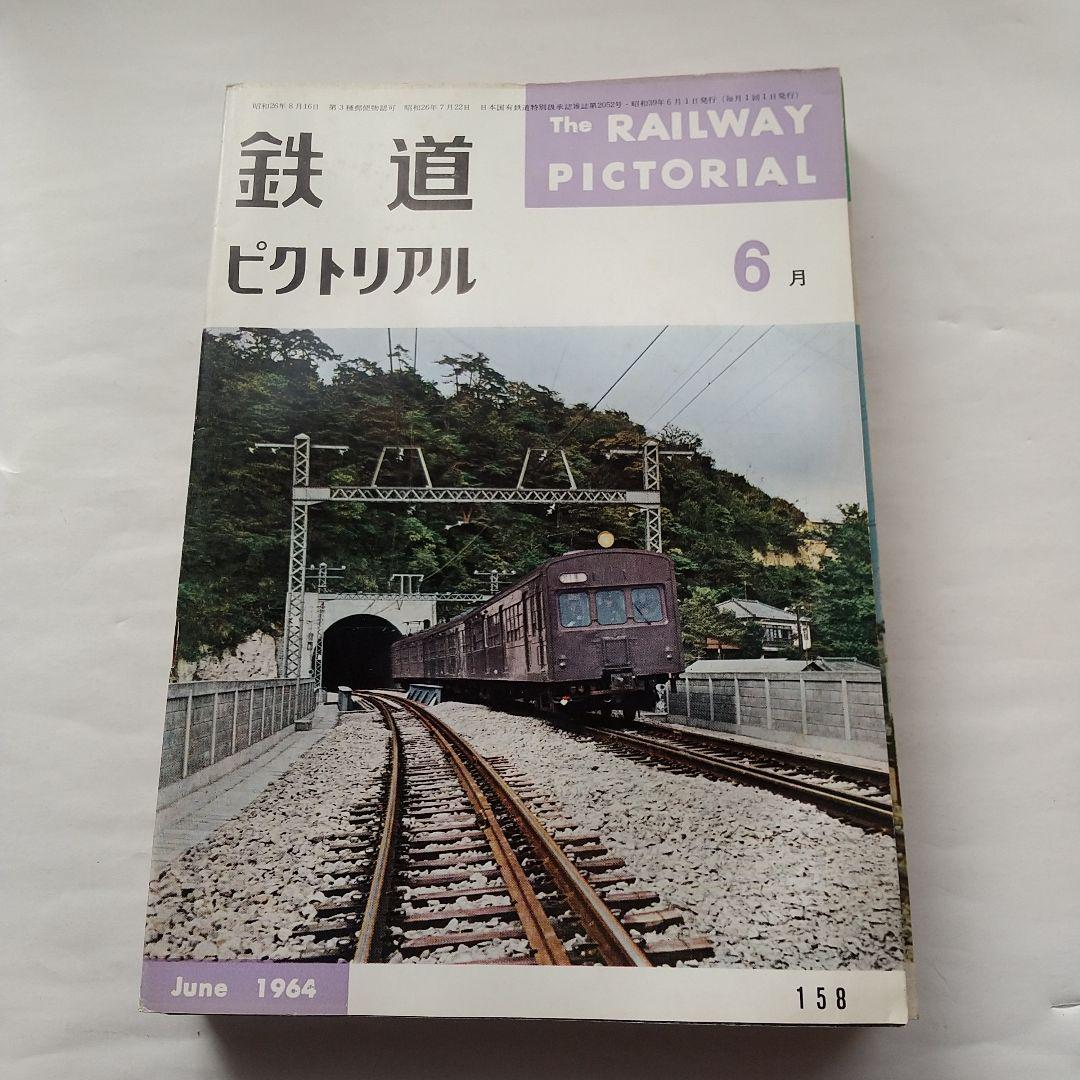 昭和26年8月16日 第3種郵便物認可 昭和26年7月22日 日本国有鉄道特別扱承認雑誌第2052号・昭和39年6月1日発行(毎月1回1日発行)
The RAILWAY
PICTORIAL
鉄道
ピクトリアル
6月
June 1964
158